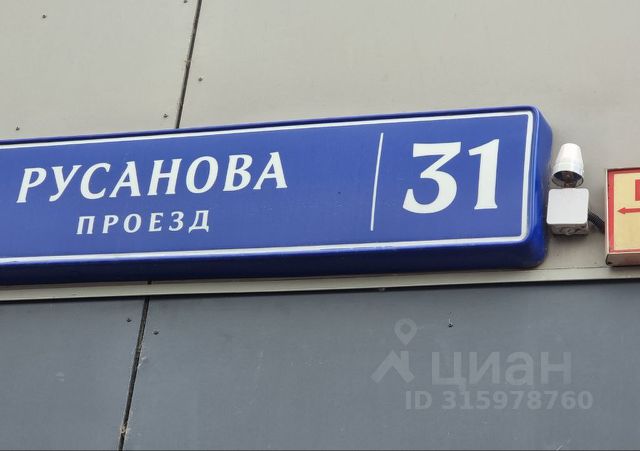 РУСАНОВА
ПРОЕЗД
31
циан
ID 315978760